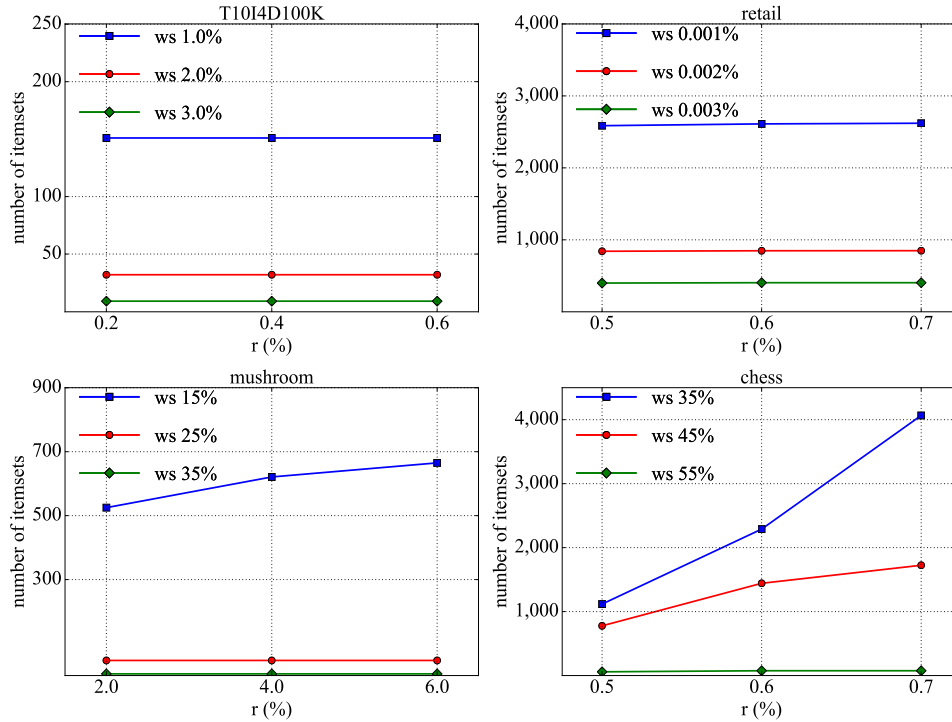 T10I4D100K
250
200
100
50
number of itemsets
ws 1.0%
ws 2.0%
ws 3.0%
0.2 0.4 0.6
r (%)
retail
4,000
3,000
2,000
1,000
number of itemsets
ws 0.001%
ws 0.002%
ws 0.003%
0.5 0.6 0.7
r (%)
mushroom
900
700
500
300
number of itemsets
ws 15%
ws 25%
ws 35%
2.0 4.0 6.0
r (%)
chess
4,000
3,000
2,000
1,000
number of itemsets
ws 35%
ws 45%
ws 55%
0.5 0.6 0.7
r (%)